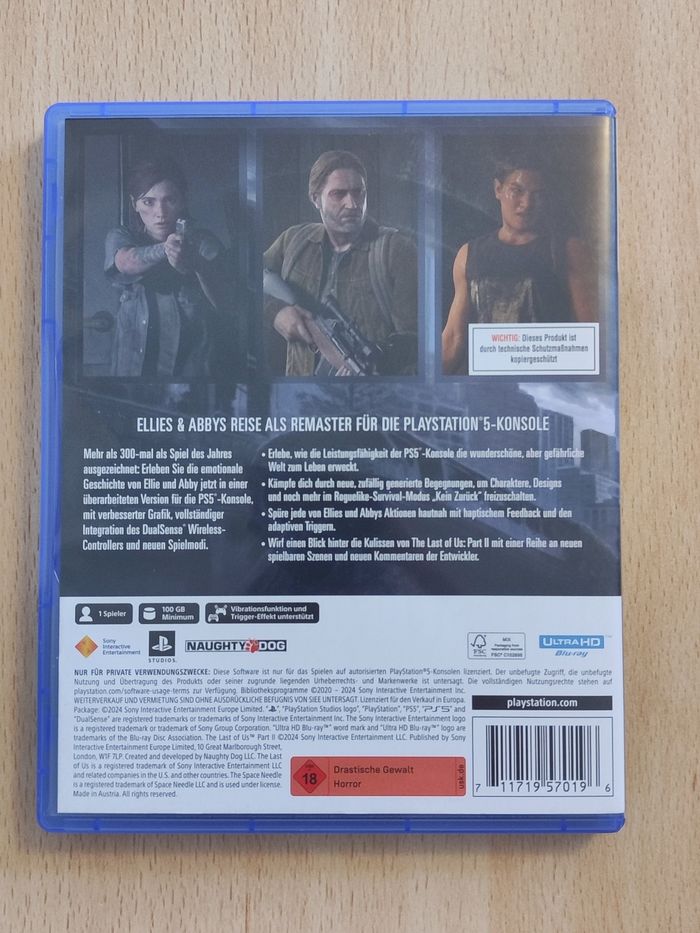 WICHTIG: Dieses Produkt ist
durch technische Schutzmaßnahmen
kopiergeschützt
ELLIES & ABBYS REISE ALS REMASTER FÜR DIE PLAYSTATION®5-KONSOLE
Mehr als 300-mal als Spiel des Jahres
ausgezeichnet: Erleben Sie die emotionale
Geschichte von Ellie und Abby jetzt in einer
überarbeiteten Version für die PS5®-Konsole,
mit verbesserter Grafik, vollständiger
Integration des DualSense® Wireless-
Controllers und neuen Spielmodi.
• Erlebe, wie die Leistungsfähigkeit der PS5®-Konsole die wunderschöne, aber gefährliche
Welt zum Leben erweckt.
• Kämpfe dich durch neue, zufällig generierte Begegnungen, um Charaktere, Designs
und noch mehr im Roguelike-Survival-Modus „Kein Zurück" freizuschalten.
• Spüre jede von Ellies und Abbys Aktionen hautnah mit haptischem Feedback und den
adaptiven Triggern.
• Wirf einen Blick hinter die Kulissen von The Last of Us: Part II mit einer Reihe an neuen
spielbaren Szenen und neuen Kommentaren der Entwickler.
1 Spieler
100 GB
Minimum
Vibrationsfunktion und
Trigger-Effekt unterstützt
Sony
Interactive
Entertainment
STUDIOS.
NAUGHTY DOG
FSC
MIX
Packaging from
responsible sources
ULTRA HD
Blu-ray
NUR FÜR PRIVATE VERWENDUNGSZWECKE: Diese Software ist nur für das Spielen auf autorisierten PlayStation®5-Konsolen lizenziert. Der unbefugte Zugriff, die unbefugte
Nutzung und Übertragung des Produkts oder seiner zugrunde liegenden Urheberrechts- und Markenwerke ist untersagt. Die vollständigen Nutzungsrechte stehen auf
playstation.com/software-usage-terms zur Verfügung. Bibliotheksprogramme ©2020 – 2024 Sony Interactive Entertainment Inc.
WEITERVERKAUF UND VERMIETUNG SIND OHNE AUSDRÜCKLICHE BEFUGNIS VON SIEE UNTERSAGT. Lizenziert für den Verkauf in Europa.
Package: ©2024 Sony Interactive Entertainment Europe Limited. " ", "PlayStation Studios logo", "PlayStation", "PS5", "PS5" and
"DualSense" are registered trademarks or trademarks of Sony Interactive Entertainment Inc. The Sony Interactive Entertainment logo
is a registered trademark or trademark of Sony Group Corporation. "Ultra HD Blu-ray™" word mark and "Ultra HD Blu-ray™" logo are
trademarks of the Blu-ray Disc Association. The Last of Us™ Part II ©2024 Sony Interactive Entertainment LLC. Published by Sony
Interactive Entertainment Europe Limited, 10 Great Marlborough Street,
London, W1F 7LP. Created and developed by Naughty Dog LLC. The Last
of Us is a registered trademark of Sony Interactive Entertainment LLC
and related companies in the U.S. and other countries. The Space Needle
is a registered trademark of Space Needle LLC and is used under license.
Made in Austria. All rights reserved.
playstation.com
18
Drastische Gewalt
Horror
usk.de
7 11719 57019 6